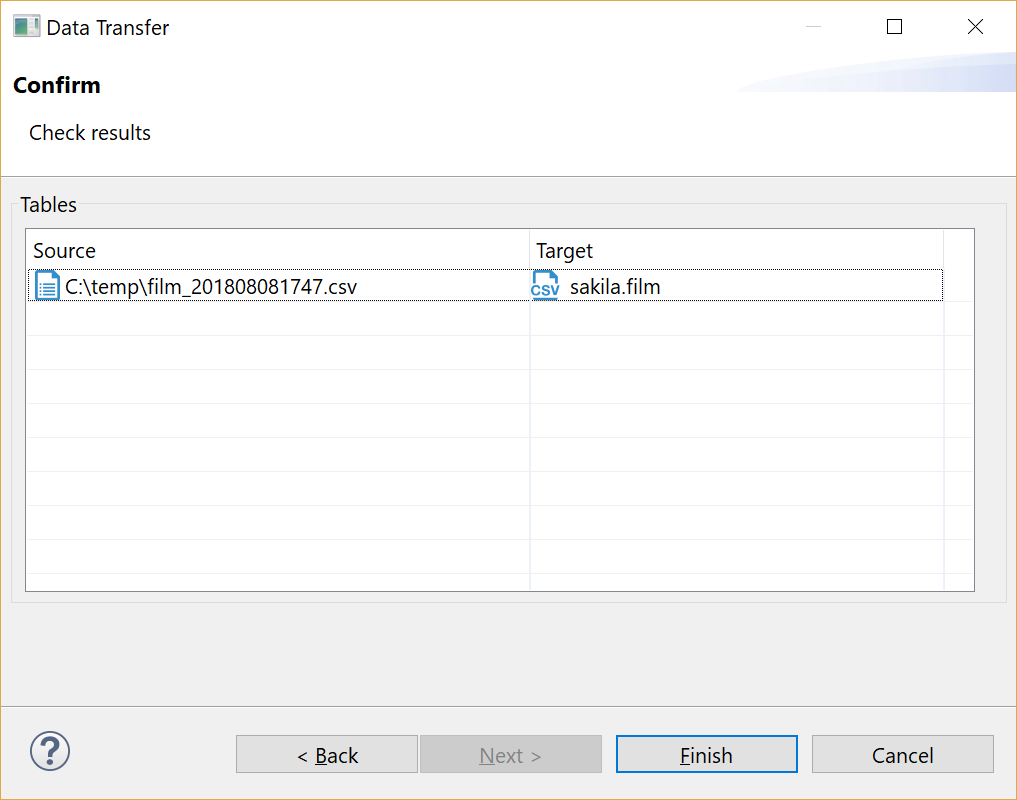 Data Transfer
Confirm
Check results
Tables
Source Target
C:\temp\film_201808081747.csv CSV sakila.film
? < Back Next > Finish Cancel